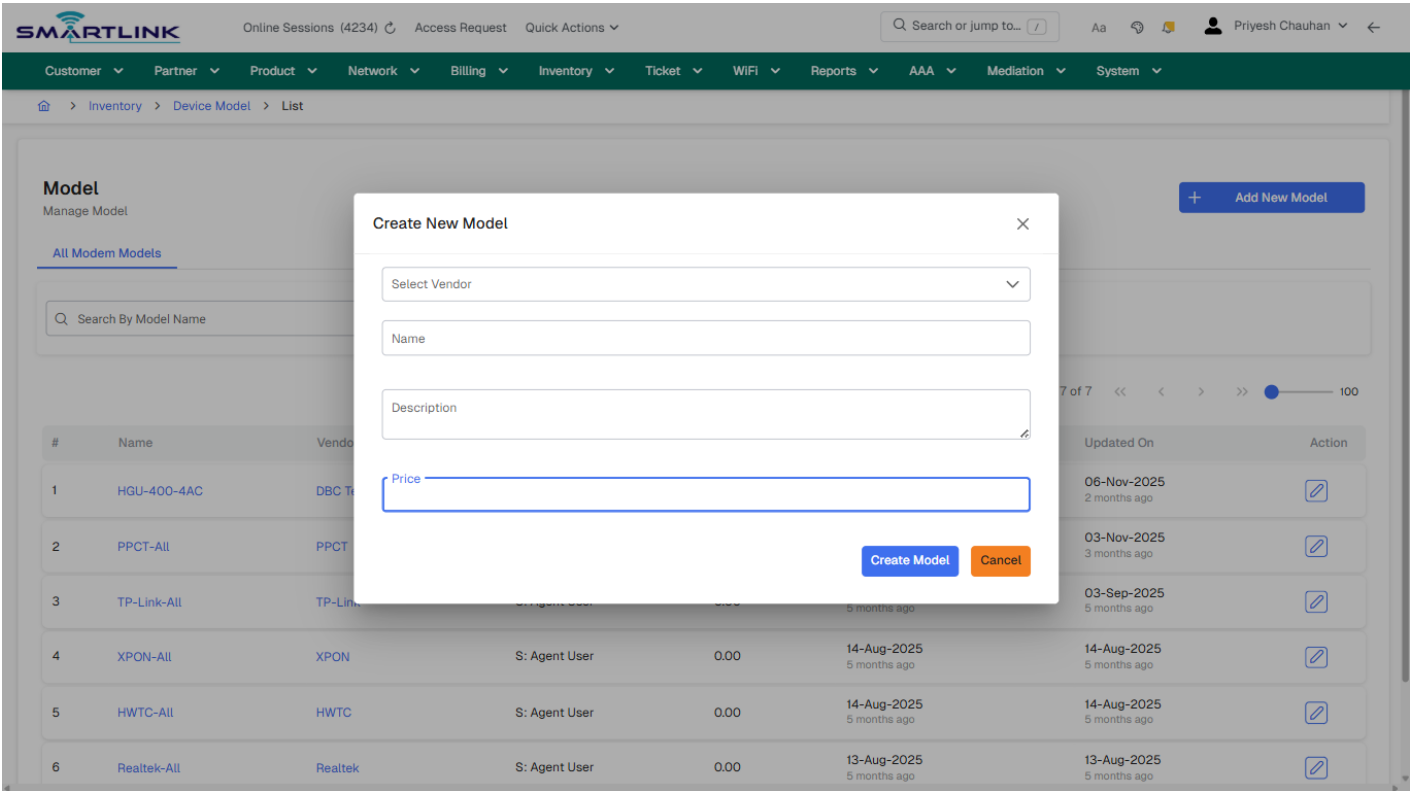 SMARTLINK
Online Sessions (4234) Access Request Quick Actions
Search or jump to... /
Aa
Priyesh Chauhan
Customer Partner Product Network Billing Inventory Ticket WiFi Reports AAA Mediation System
> Inventory > Device Model > List
Model
Manage Model
+ Add New Model
All Modem Models
Search By Model Name
Create New Model
Select Vendor
Name
Description
Price
Create Model Cancel
7 of 7 << < > >> 100
# Name Updated On Action
1 HGU-400-4AC DBC 06-Nov-2025
2 months ago
2 PPCT-All PPCT 03-Nov-2025
3 months ago
3 TP-Link-All TP-Link 03-Sep-2025
5 months ago 5 months ago
4 XPON-All XPON S: Agent User 0.00 14-Aug-2025 14-Aug-2025
5 months ago 5 months ago
5 HWTC-All HWTC S: Agent User 0.00 14-Aug-2025 14-Aug-2025
5 months ago 5 months ago
6 Realtek-All Realtek S: Agent User 0.00 13-Aug-2025 13-Aug-2025
5 months ago 5 months ago